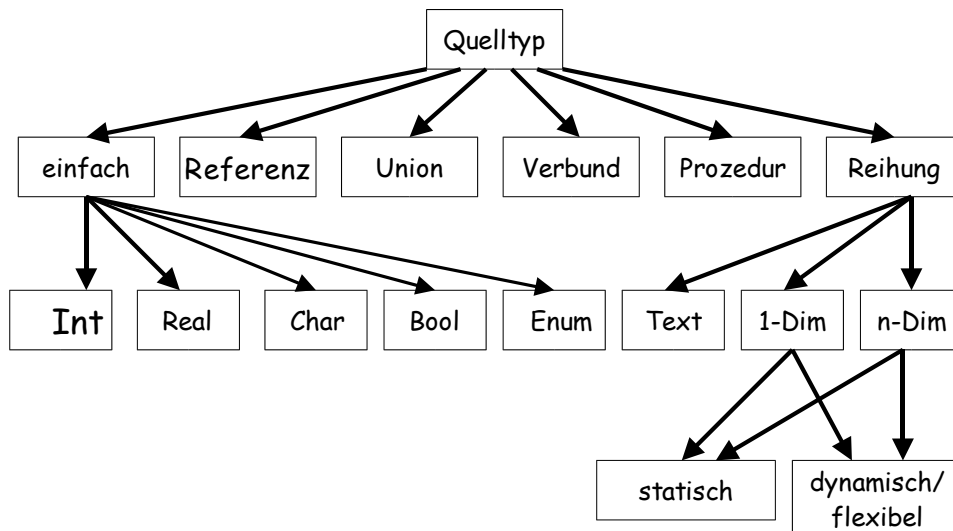 Quelltyp
einfach
Referenz
Union
Verbund
Prozedur
Reihung
Int
Real
Char
Bool
Enum
Text
1-Dim
n-Dim
statisch
dynamisch/
flexibel